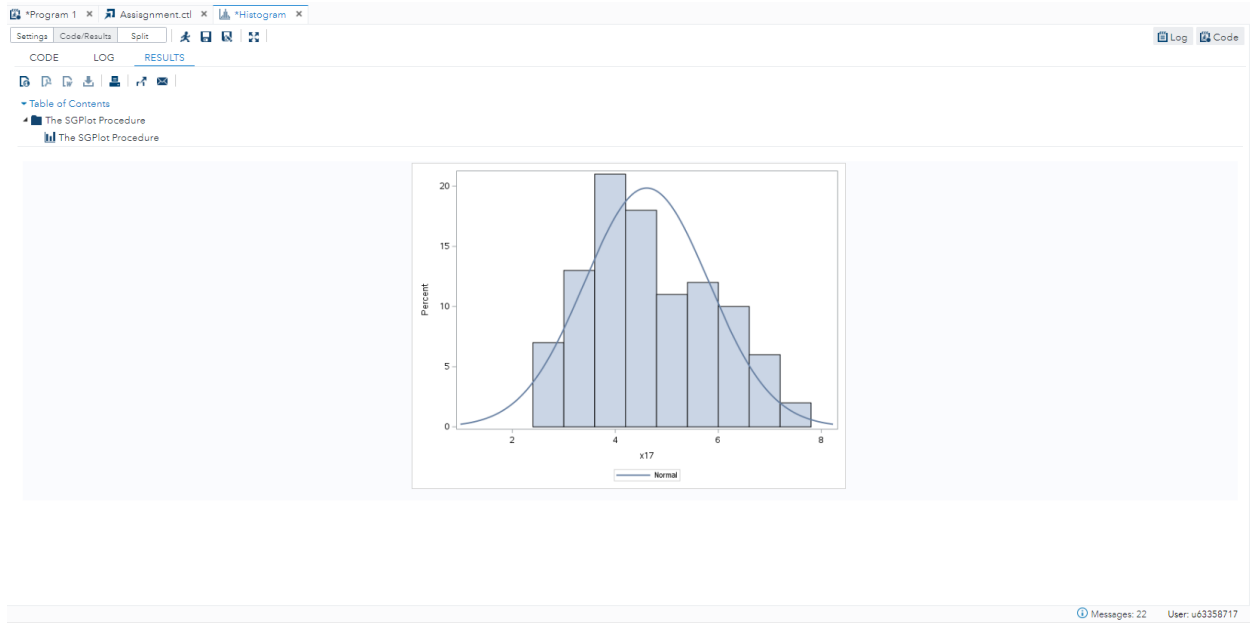 *Program 1 × Assisgnment.ctl × *Histogram ×
Settings Code/Results Split Log Code
CODE LOG RESULTS
Table of Contents
The SGPlot Procedure
The SGPlot Procedure
20
15
10
5
0
Percent
2 4 6 8
x17
Normal
Messages: 22 User: u63358717